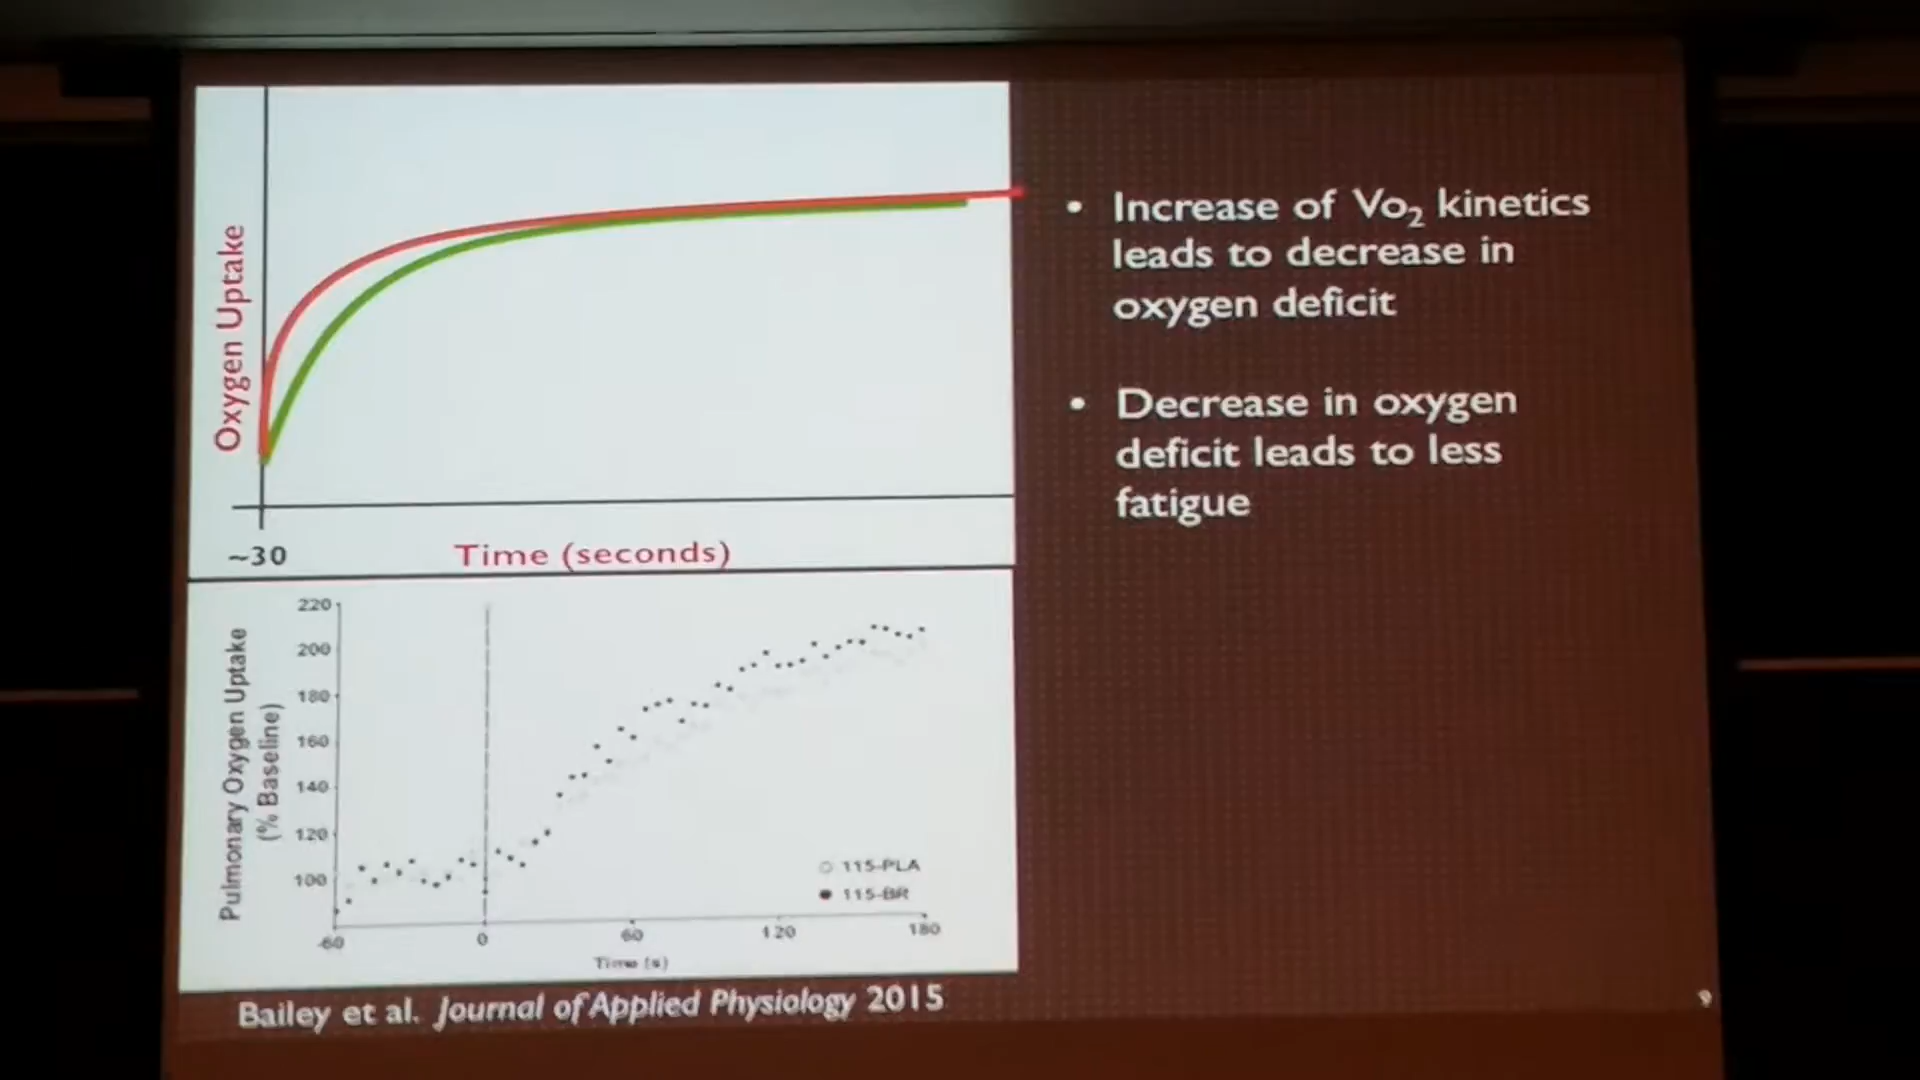 Oxygen Uptake
~30
Time (seconds)
Pulmonary Oxygen Uptake
(% Baseline)
220
200
180
160
140
120
100
-60
0
60
120
180
Time (s)
115-PLA
115-BR
Bailey et al. Journal of Applied Physiology 2015
• Increase of Vo₂ kinetics
leads to decrease in
oxygen deficit
• Decrease in oxygen
deficit leads to less
fatigue
9